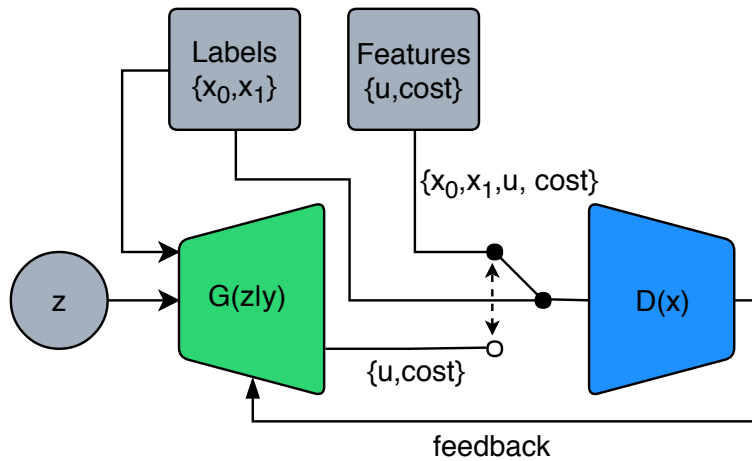 Labels
{x₀,x₁}
Features
{u,cost}
{x₀,x₁,u, cost}
z
G(z|y)
D(x)
{u,cost}
feedback